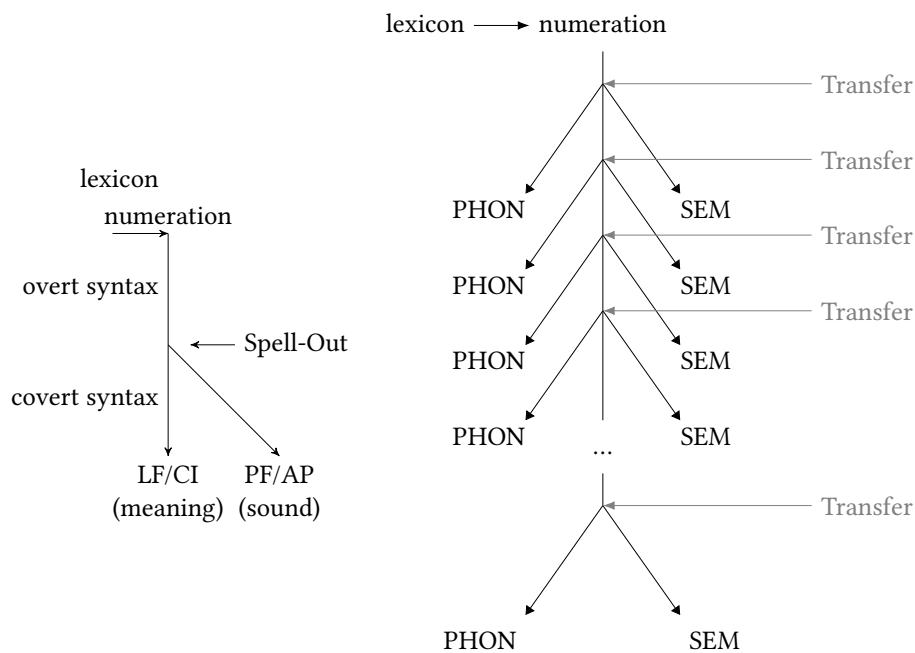 lexicon
numeration
overt syntax
Spell-Out
covert syntax
LF/CI PF/AP
(meaning) (sound)
lexicon numeration
Transfer
Transfer
PHON SEM
Transfer
PHON SEM
Transfer
PHON SEM
PHON SEM
...
Transfer
PHON SEM